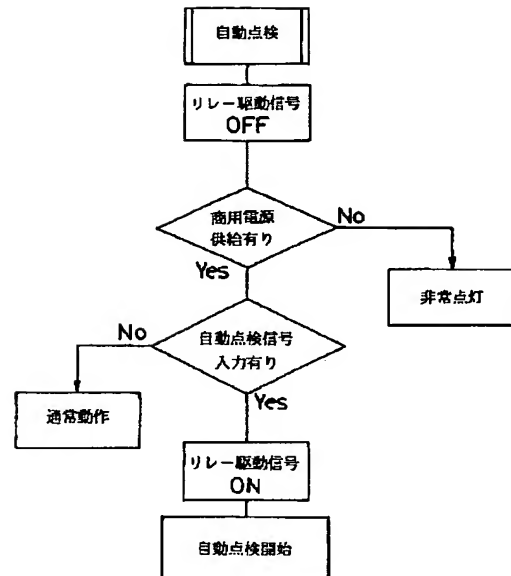 自動点検
リレー駆動信号
OFF
商用電源
供給有り
No
Yes
非常点灯
自動点検信号
入力有り
No
Yes
通常動作
リレー駆動信号
ON
自動点検開始